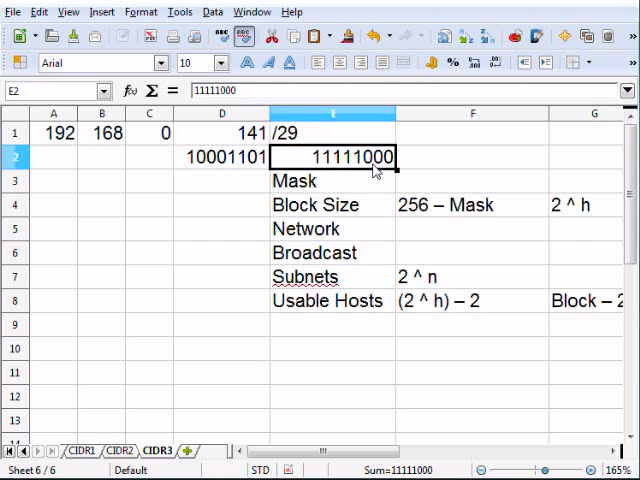 File Edit View Insert Format Tools Data Window Help
Arial 10
E2 f(x) Σ = 11111000
A B C D E F G
1 192 168 0 141 /29
2 10001101 11111000
3 Mask
4 Block Size 256 – Mask 2 ^ h
5 Network
6 Broadcast
7 Subnets 2 ^ n
8 Usable Hosts (2 ^ h) – 2 Block – 2
9
10
11
12
13
14
CIDR1 CIDR2 CIDR3
Sheet 6 / 6 Default STD Sum=11111000 165%